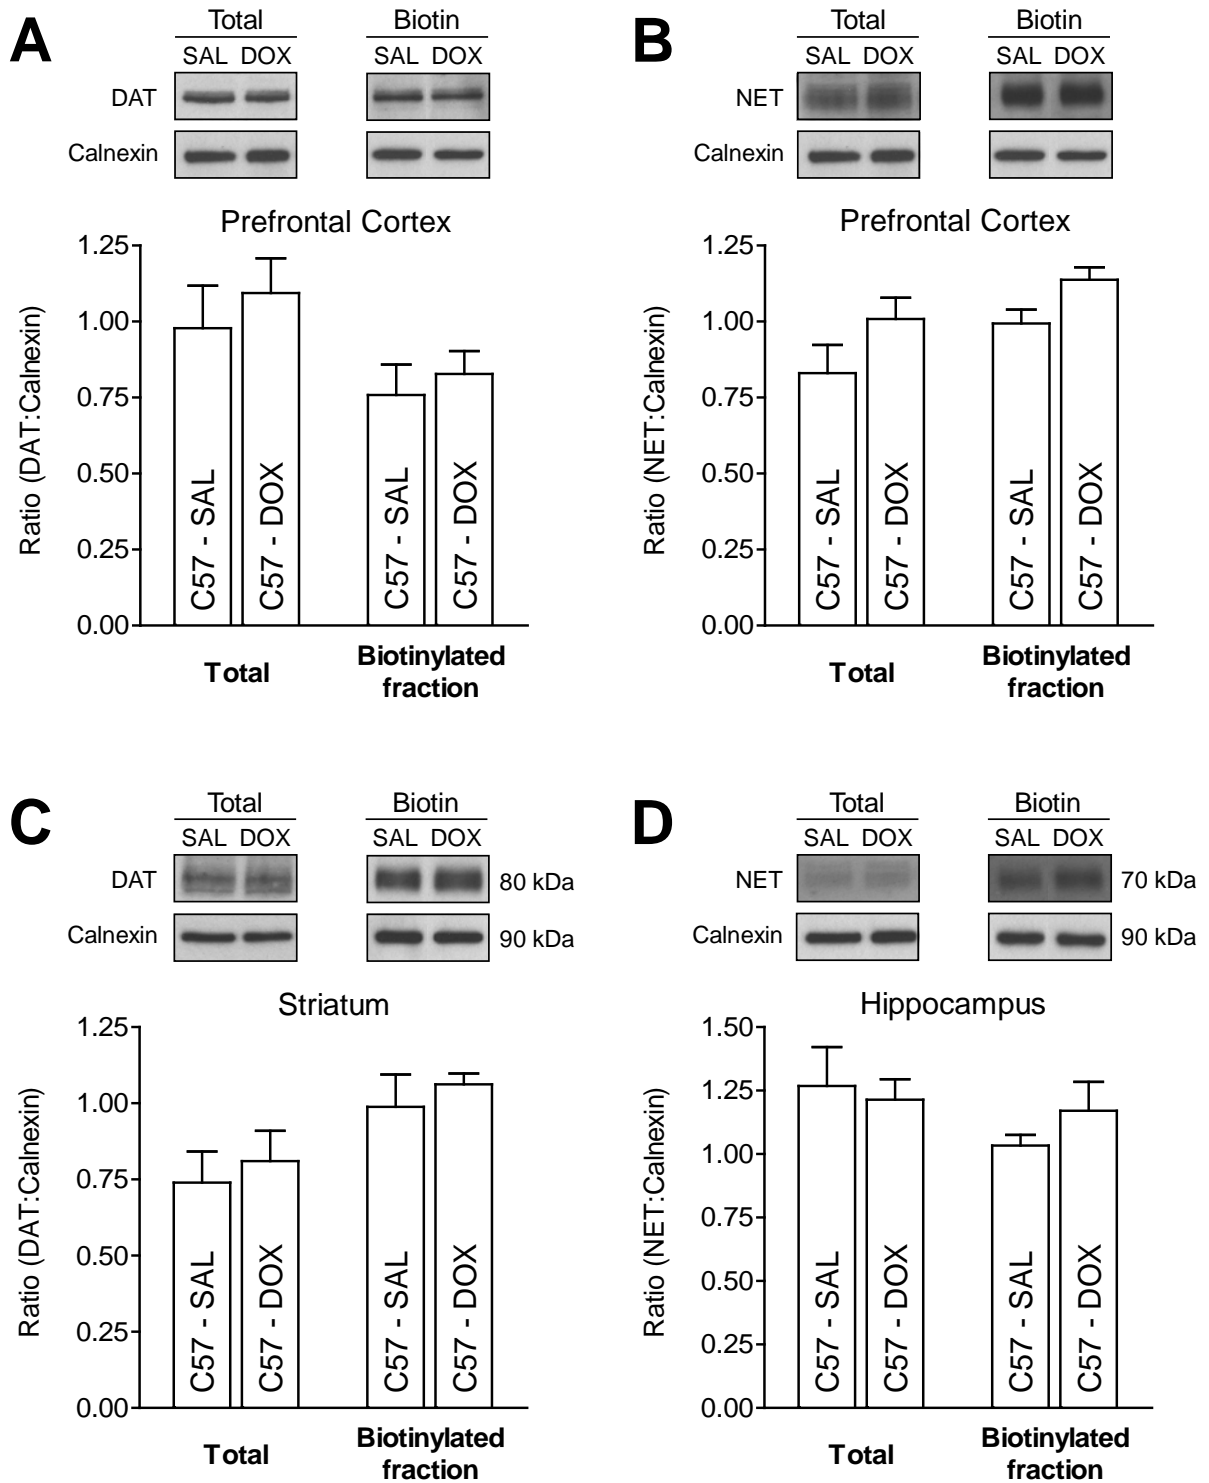 A
Total Biotin
SAL DOX SAL DOX
DAT
Calnexin
Prefrontal Cortex
1.25
1.00
0.75
0.50
0.25
0.00
Ratio (DAT:Calnexin)
C57 - SAL
C57 - DOX
C57 - SAL
C57 - DOX
Total
Biotinylated
fraction
B
Total Biotin
SAL DOX SAL DOX
NET
Calnexin
Prefrontal Cortex
1.25
1.00
0.75
0.50
0.25
0.00
Ratio (NET:Calnexin)
C57 - SAL
C57 - DOX
C57 - SAL
C57 - DOX
Total
Biotinylated
fraction
C
Total Biotin
SAL DOX SAL DOX
DAT 80 kDa
Calnexin 90 kDa
Striatum
1.25
1.00
0.75
0.50
0.25
0.00
Ratio (DAT:Calnexin)
C57 - SAL
C57 - DOX
C57 - SAL
C57 - DOX
Total
Biotinylated
fraction
D
Total Biotin
SAL DOX SAL DOX
NET 70 kDa
Calnexin 90 kDa
Hippocampus
1.50
1.25
1.00
0.75
0.50
0.25
0.00
Ratio (NET:Calnexin)
C57 - SAL
C57 - DOX
C57 - SAL
C57 - DOX
Total
Biotinylated
fraction